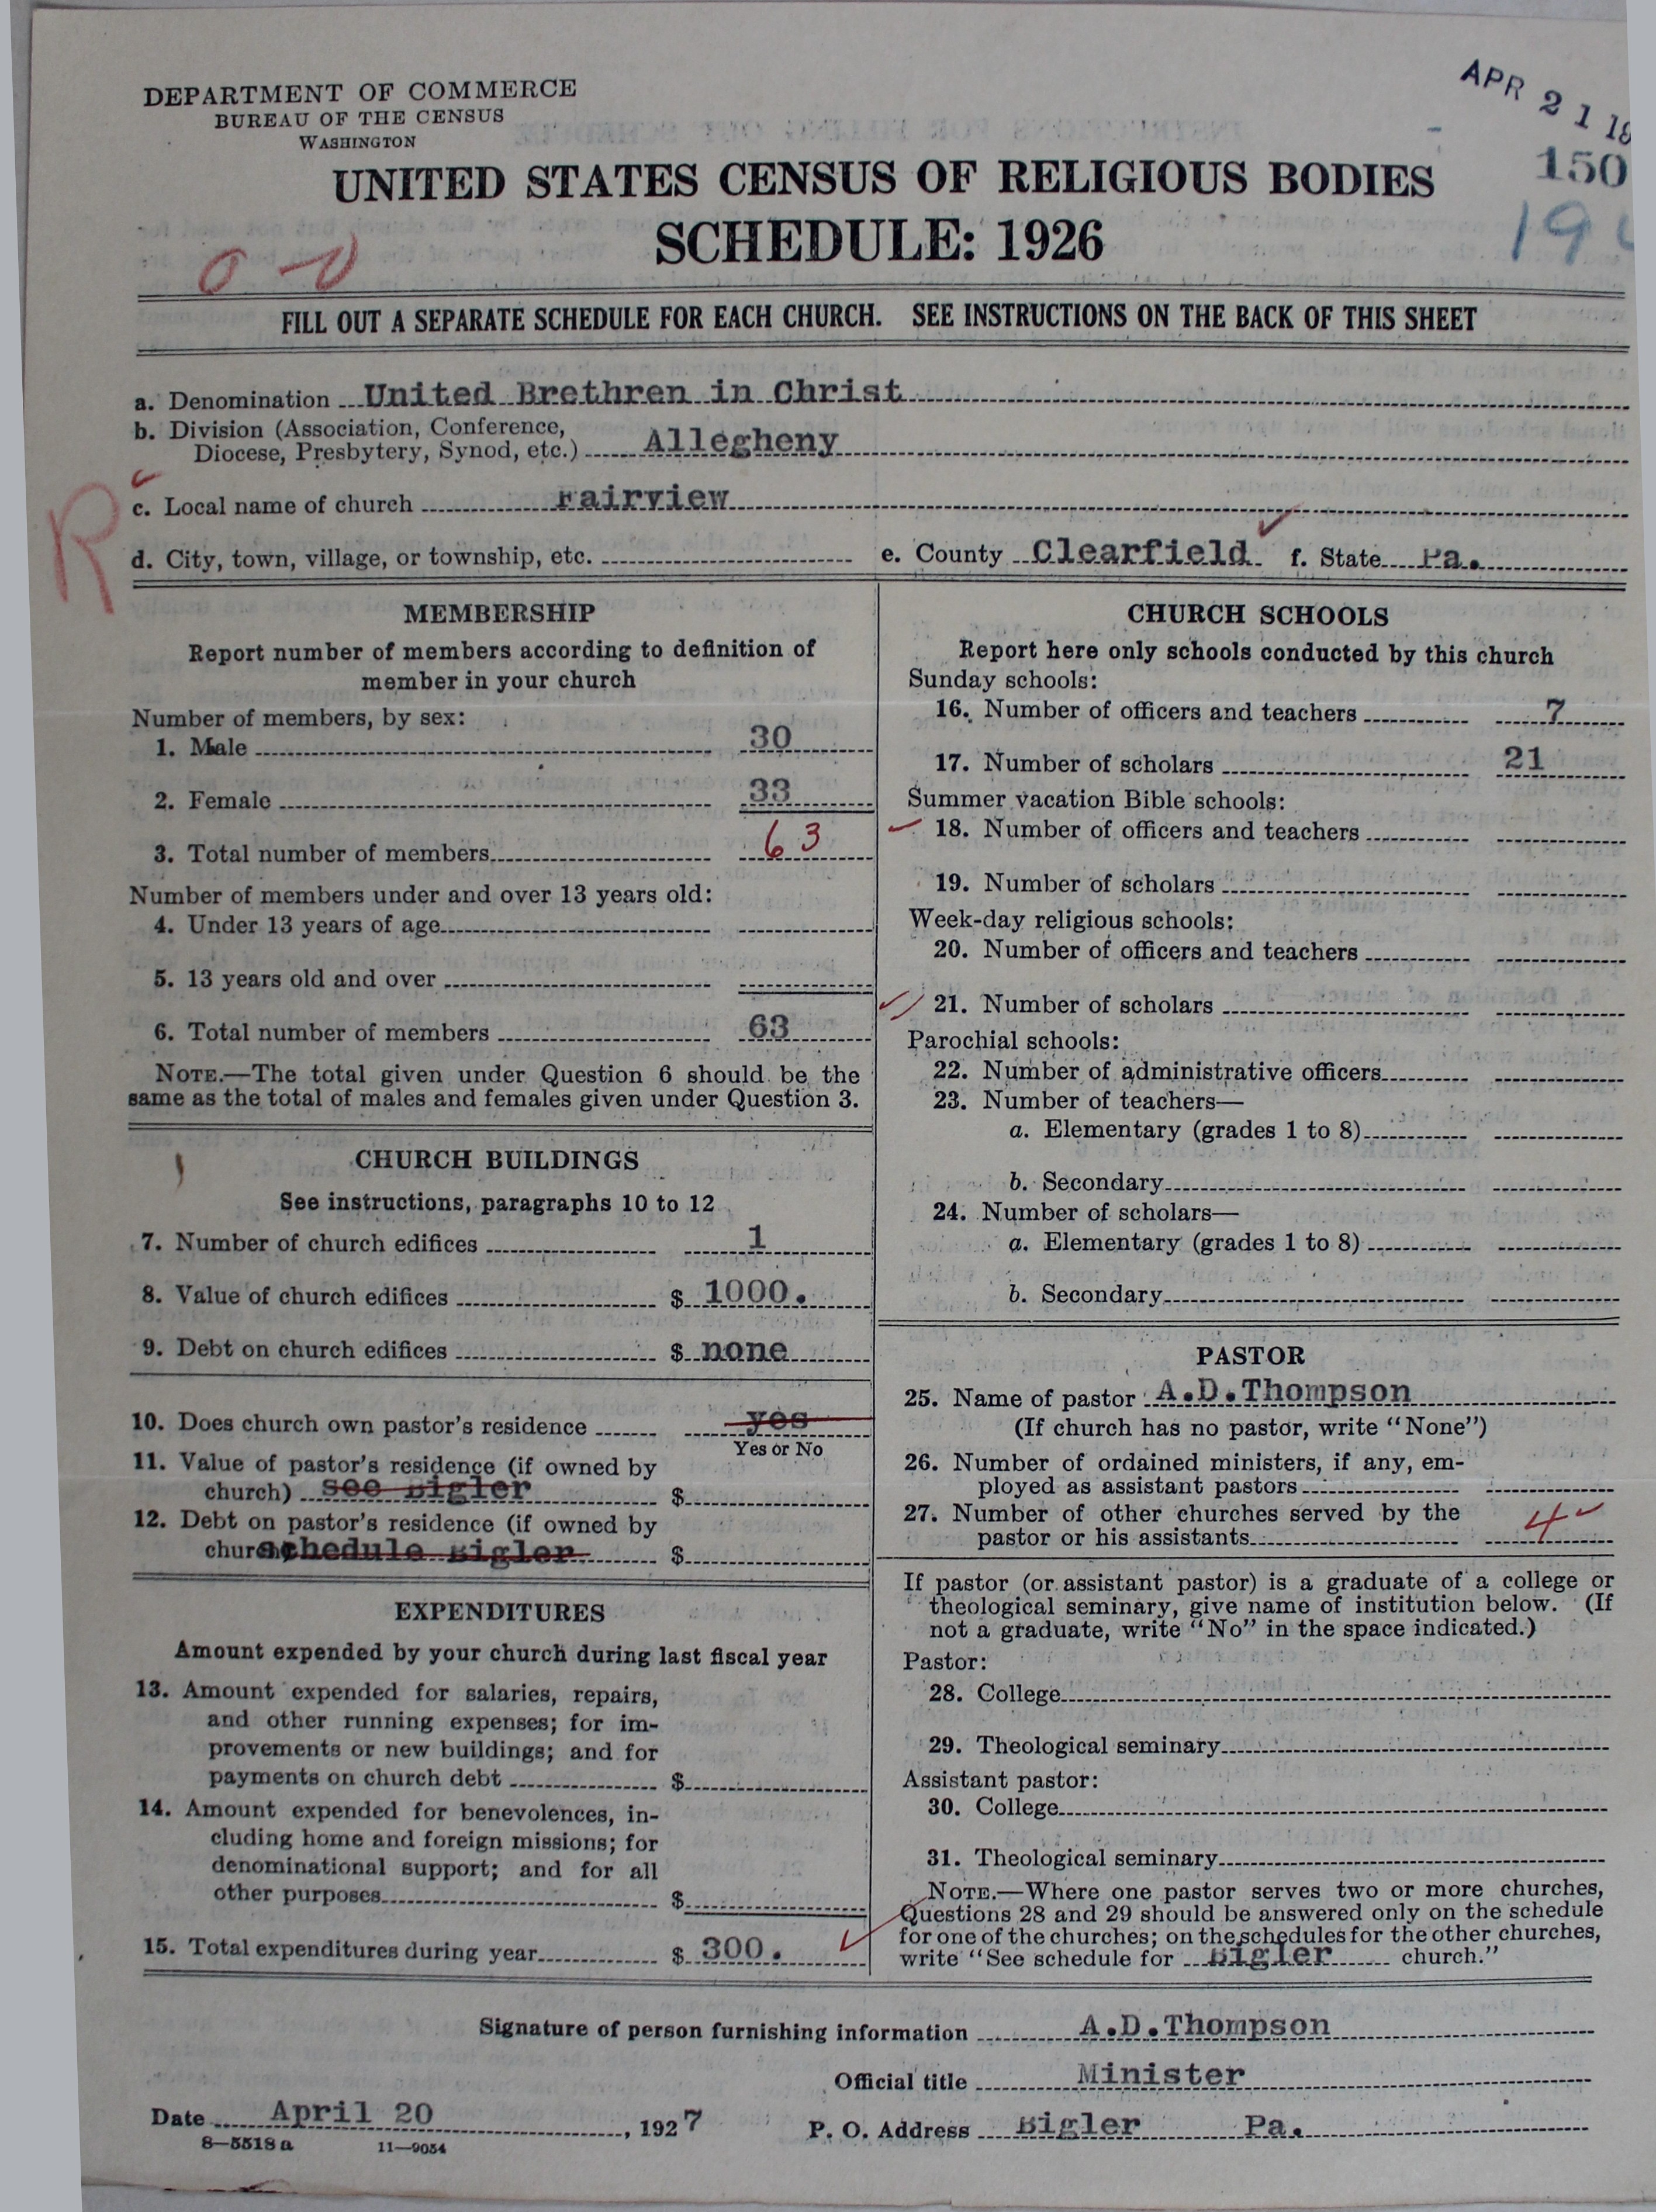 DEPARTMENT OF COMMERCE
BUREAU OF THE CENSUS
WASHINGTON
APR 21 19
150
UNITED STATES CENSUS OF RELIGIOUS BODIES
SCHEDULE: 1926
FILL OUT A SEPARATE SCHEDULE FOR EACH CHURCH. SEE INSTRUCTIONS ON THE BACK OF THIS SHEET
a. Denomination United Brethren in Christ
b. Division (Association, Conference,
Diocese, Presbytery, Synod, etc.) Allegheny
R
c. Local name of church Fairview
d. City, town, village, or township, etc. e. County Clearfield f. State Pa.
MEMBERSHIP
Report number of members according to definition of
member in your church
Number of members, by sex:
1. Male 30
2. Female 33
3. Total number of members 63
Number of members under and over 13 years old:
4. Under 13 years of age
5. 13 years old and over
6. Total number of members 63
NOTE.—The total given under Question 6 should be the
same as the total of males and females given under Question 3.
CHURCH BUILDINGS
See instructions, paragraphs 10 to 12
7. Number of church edifices 1
8. Value of church edifices $ 1000.
9. Debt on church edifices $ none
10. Does church own pastor's residence yes
Yes or No
11. Value of pastor's residence (if owned by
church) see Bigler $
12. Debt on pastor's residence (if owned by
church) schedule Bigler $
EXPENDITURES
Amount expended by your church during last fiscal year
13. Amount expended for salaries, repairs,
and other running expenses; for im-
provements or new buildings; and for
payments on church debt $
14. Amount expended for benevolences, in-
cluding home and foreign missions; for
denominational support; and for all
other purposes $
15. Total expenditures during year $ 300.
CHURCH SCHOOLS
Report here only schools conducted by this church
Sunday schools:
16. Number of officers and teachers 7
17. Number of scholars 21
Summer vacation Bible schools:
18. Number of officers and teachers
19. Number of scholars
Week-day religious schools:
20. Number of officers and teachers
21. Number of scholars
Parochial schools:
22. Number of administrative officers
23. Number of teachers—
a. Elementary (grades 1 to 8)
b. Secondary
24. Number of scholars—
a. Elementary (grades 1 to 8)
b. Secondary
PASTOR
25. Name of pastor A.D.Thompson
(If church has no pastor, write "None")
26. Number of ordained ministers, if any, em-
ployed as assistant pastors
27. Number of other churches served by the
pastor or his assistants 4
If pastor (or assistant pastor) is a graduate of a college or
theological seminary, give name of institution below. (If
not a graduate, write "No" in the space indicated.)
Pastor:
28. College
29. Theological seminary
Assistant pastor:
30. College
31. Theological seminary
NOTE.—Where one pastor serves two or more churches,
Questions 28 and 29 should be answered only on the schedule
for one of the churches; on the schedules for the other churches,
write "See schedule for Bigler church."
Signature of person furnishing information A.D.Thompson
Official title Minister
Date April 20, 1927 P. O. Address Bigler Pa.
8—5518 a 11—9054